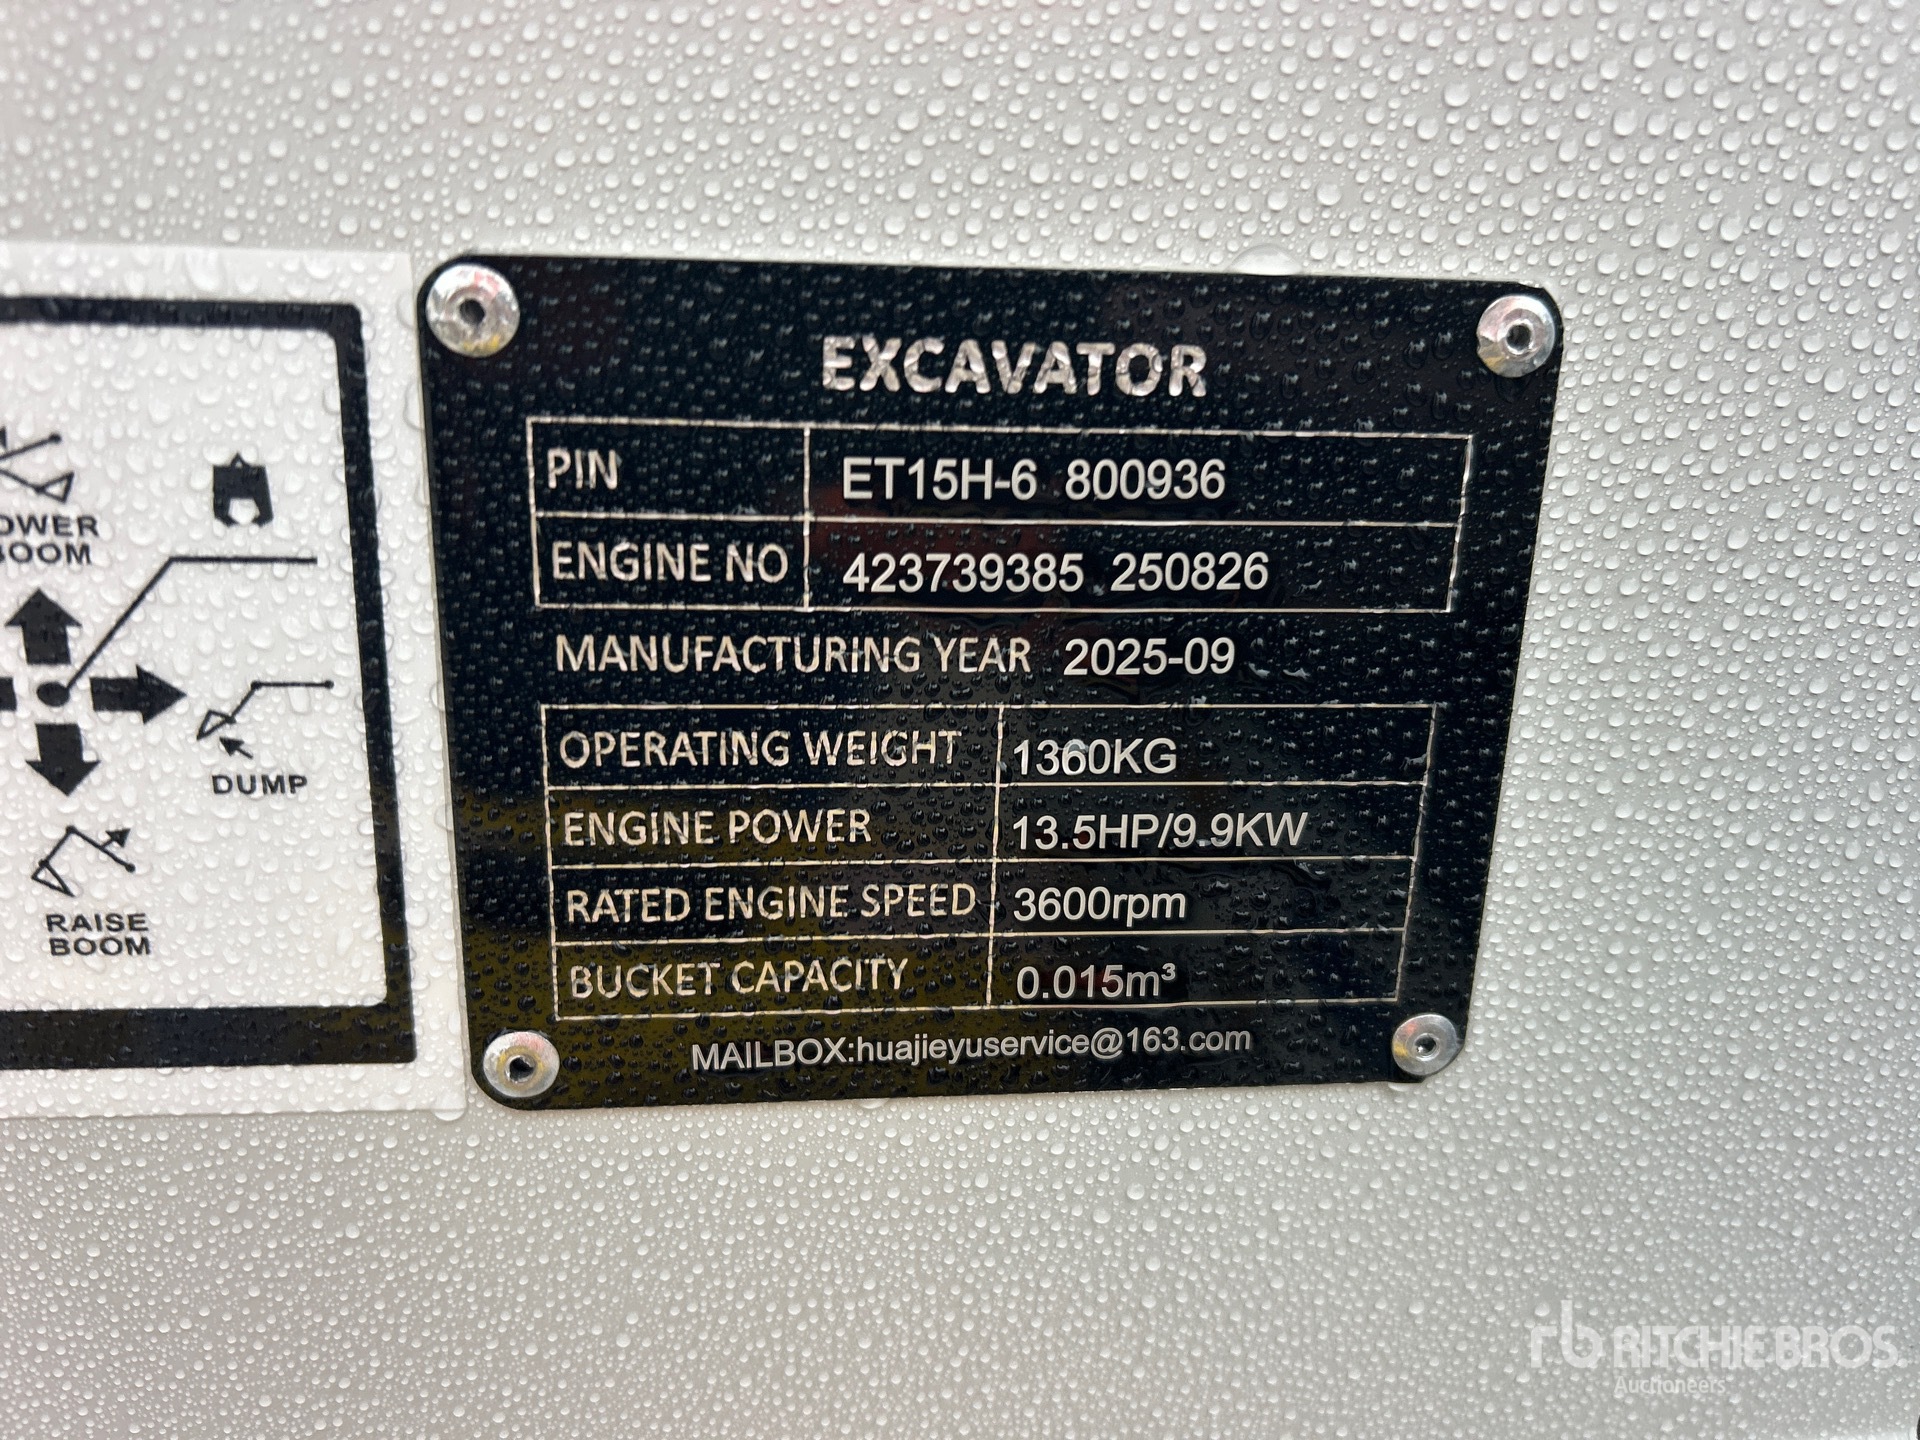 EXCAVATOR
PIN ET15H-6 800936
ENGINE NO 423739385 250826
MANUFACTURING YEAR 2025-09
OPERATING WEIGHT 1360KG
ENGINE POWER 13.5HP/9.9KW
RATED ENGINE SPEED 3600rpm
BUCKET CAPACITY 0.015m³
MAILBOX:huajieyuservice@163.com
DUMP
RAISE
BOOM
rb RITCHIE BROS.
Auctioneers